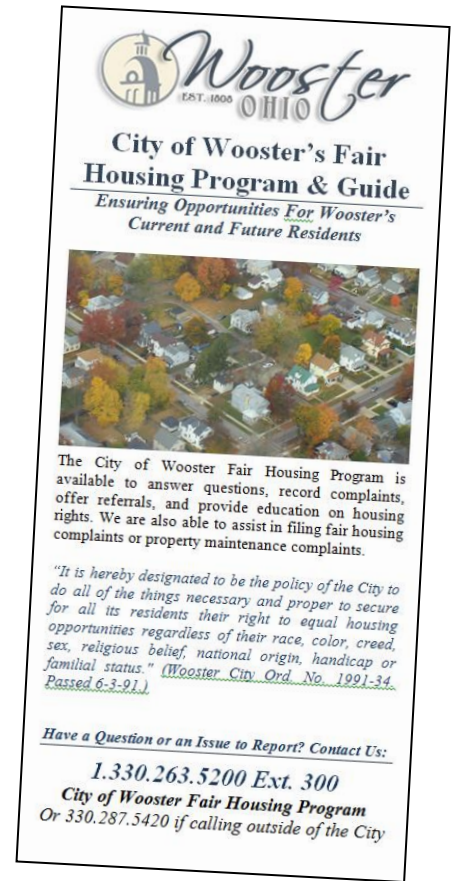 Wooster
EST. 1808
OHIO
City of Wooster's Fair
Housing Program & Guide
Ensuring Opportunities For Wooster's
Current and Future Residents
The City of Wooster Fair Housing Program is
available to answer questions, record complaints,
offer referrals, and provide education on housing
rights. We are also able to assist in filing fair housing
complaints or property maintenance complaints.
"It is hereby designated to be the policy of the City to
do all of the things necessary and proper to secure
for all its residents their right to equal housing
opportunities regardless of their race, color, creed,
sex, religious belief, national origin, handicap or
familial status." (Wooster City Ord. No. 1991-34.
Passed 6-3-91.)
Have a Question or an Issue to Report? Contact Us:
1.330.263.5200 Ext. 300
City of Wooster Fair Housing Program
Or 330.287.5420 if calling outside of the City